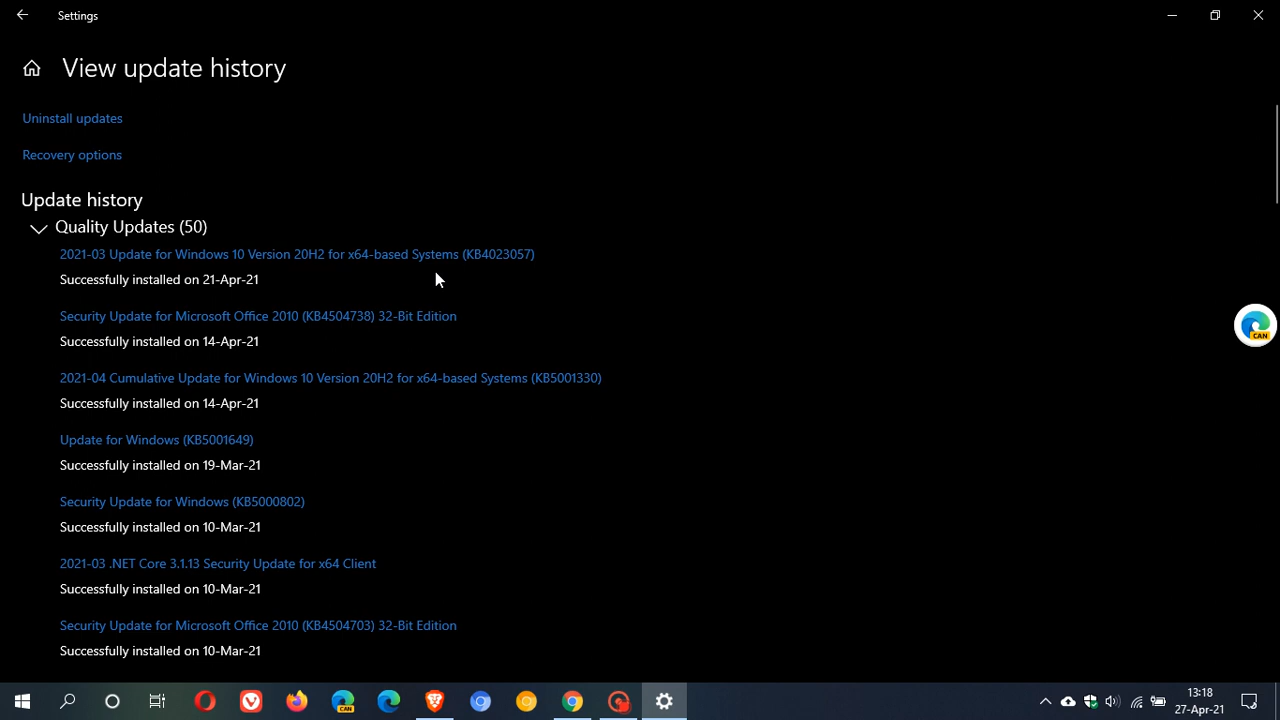 Settings
View update history
Uninstall updates
Recovery options
Update history
Quality Updates (50)
2021-03 Update for Windows 10 Version 20H2 for x64-based Systems (KB4023057)
Successfully installed on 21-Apr-21
Security Update for Microsoft Office 2010 (KB4504738) 32-Bit Edition
Successfully installed on 14-Apr-21
2021-04 Cumulative Update for Windows 10 Version 20H2 for x64-based Systems (KB5001330)
Successfully installed on 14-Apr-21
Update for Windows (KB5001649)
Successfully installed on 19-Mar-21
Security Update for Windows (KB5000802)
Successfully installed on 10-Mar-21
2021-03 .NET Core 3.1.13 Security Update for x64 Client
Successfully installed on 10-Mar-21
Security Update for Microsoft Office 2010 (KB4504703) 32-Bit Edition
Successfully installed on 10-Mar-21
CAN
CAN
13:18
27-Apr-21